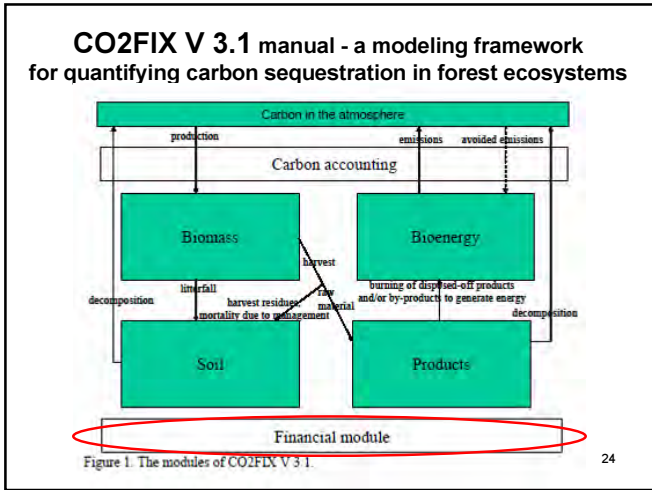 CO2FIX V 3.1 manual - a modeling framework
for quantifying carbon sequestration in forest ecosystems
Carbon in the atmosphere
production
emissions
avoided emissions
Carbon accounting
Biomass
Bioenergy
harvest
litterfall
raw
material
burning of disposed-off products
and/or by-products to generate energy
decomposition
harvest residues,
mortality due to management
decomposition
Soil
Products
Financial module
Figure 1. The modules of CO2FIX V 3.1.
24